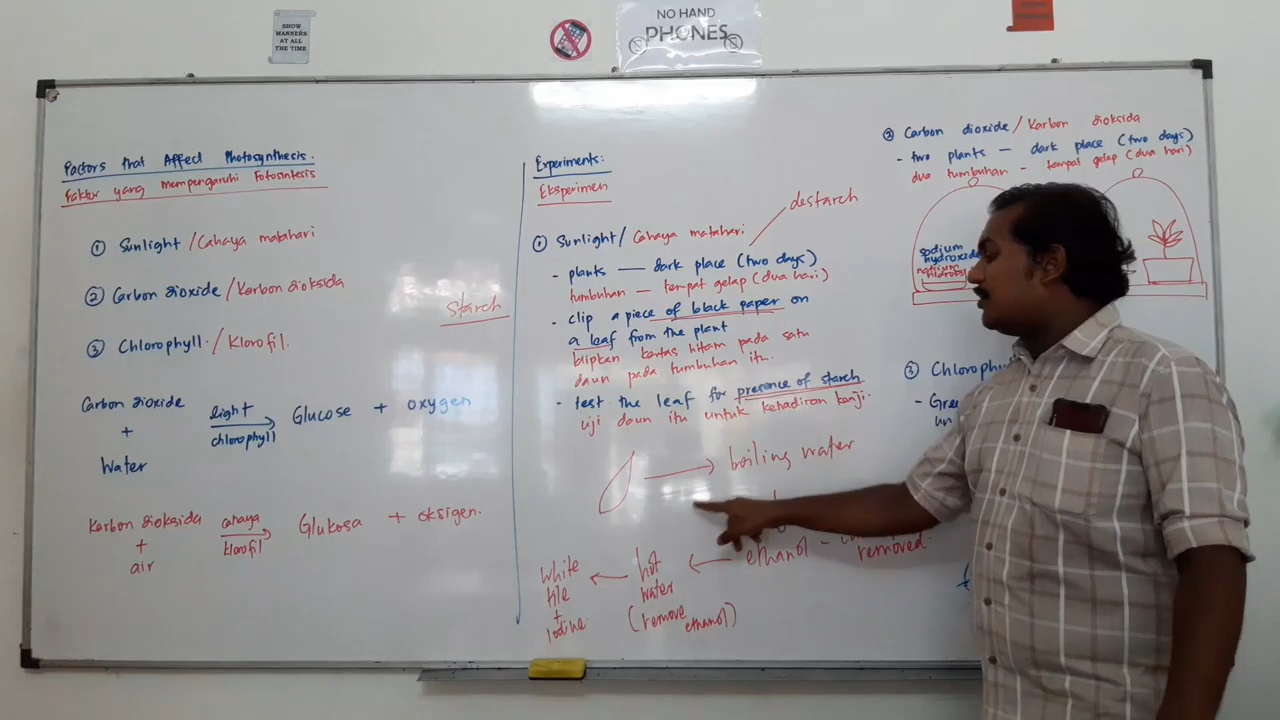 SHOW
MANNERS
AT ALL
THE TIME
NO HAND
PHONES
Factors that Affect Photosynthesis.
Faktor yang mempengaruhi Fotosintesis
① Sunlight / Cahaya matahari
② Carbon dioxide / Karbon dioksida
③ Chlorophyll / Klorofil.
Starch
Carbon dioxide
+
Water
light
chlorophyll
Glucose + oxygen
Karbon dioksida
+
air
cahaya
klorofil
Glukosa + oksigen.
Experiments:
Eksperimen
① Sunlight / Cahaya matahari
destarch
- plants — dark place (two days)
tumbuhan — tempat gelap (dua hari)
- clip a piece of black paper on
a leaf from the plant
klipkan kertas hitam pada satu
daun pada tumbuhan itu.
- test the leaf for presence of starch
uji daun itu untuk kehadiran kanji.
boiling water
ethanol -
removed.
hot
water
(remove ethanol)
white
tile
+
Iodine
② Carbon dioxide / Karbon dioksida
- two plants — dark place (two days)
dua tumbuhan - tempat gelap (dua hari)
sodium
hydroxide
natrium
③
-